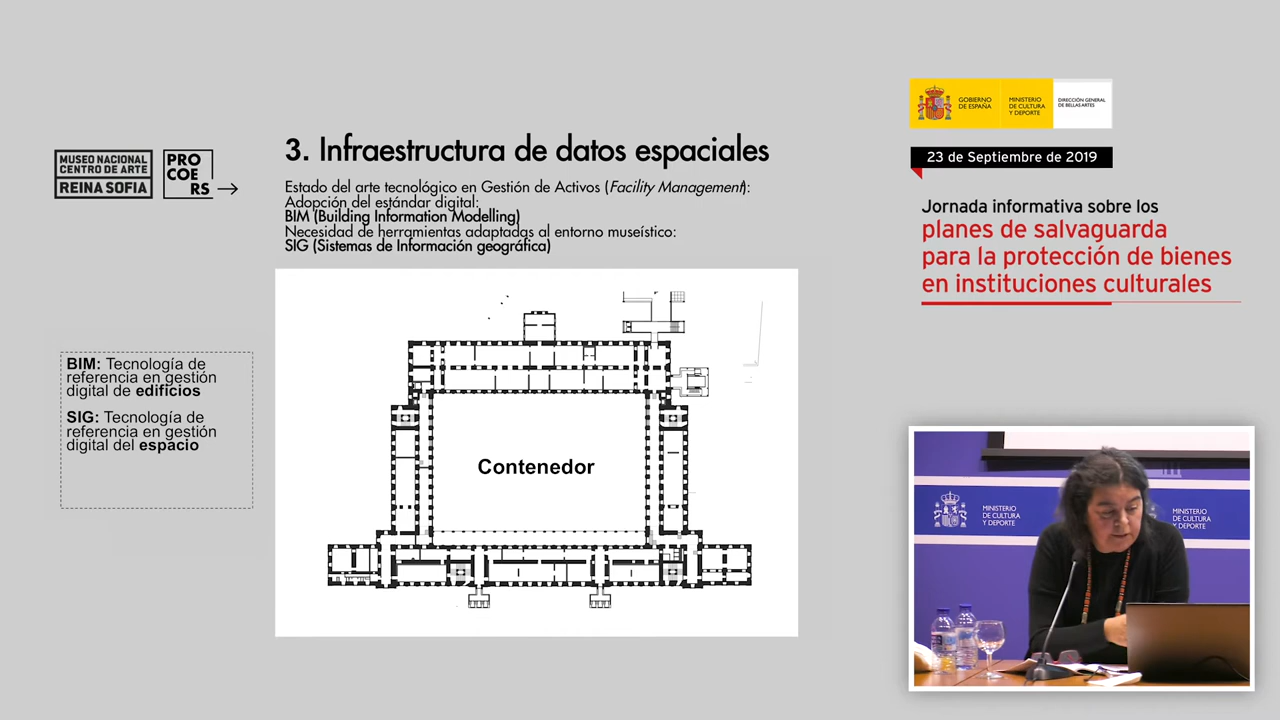 MUSEO NACIONAL
CENTRO DE ARTE
REINA SOFIA
PRO
COE
RS
3. Infraestructura de datos espaciales
Estado del arte tecnológico en Gestión de Activos (Facility Management):
Adopción del estándar digital:
BIM (Building Information Modelling)
Necesidad de herramientas adaptadas al entorno museístico:
SIG (Sistemas de Información geográfica)
BIM: Tecnología de
referencia en gestión
digital de edificios
SIG: Tecnología de
referencia en gestión
digital del espacio
Contenedor
GOBIERNO
DE ESPAÑA
MINISTERIO
DE CULTURA
Y DEPORTE
DIRECCIÓN GENERAL
DE BELLAS ARTES
23 de Septiembre de 2019
Jornada informativa sobre los
planes de salvaguarda
para la protección de bienes
en instituciones culturales
MINISTERIO
DE CULTURA
Y DEPORTE
MINISTERIO
DE CULTURA
Y DEPORTE